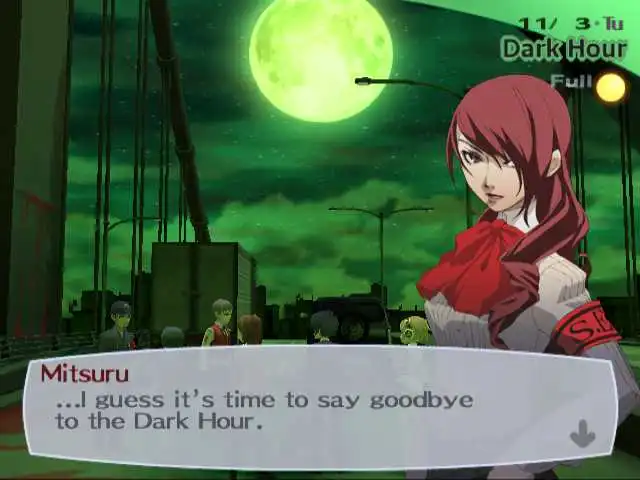 11/ 3·Tu
Dark Hour
Full
S.E
Mitsuru
...I guess it's time to say goodbye
to the Dark Hour.